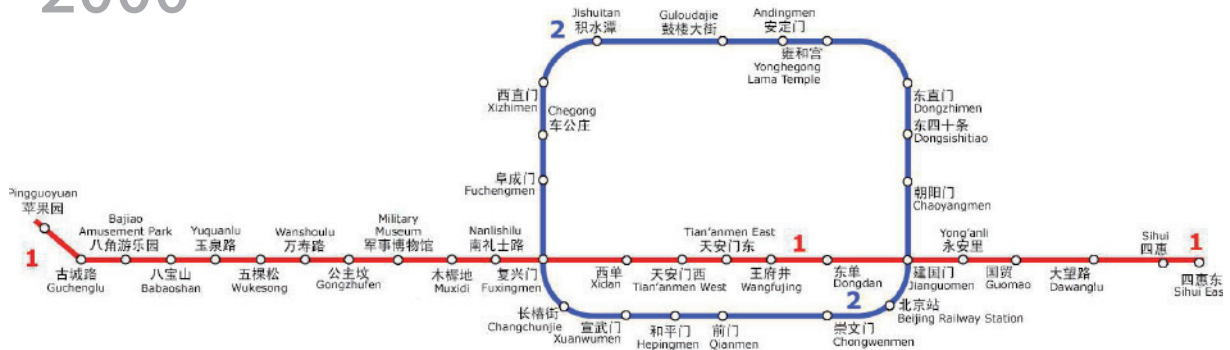 2000
Jishuitan
积水潭
Guloudajie
鼓楼大街
Andingmen
安定门
2
雍和宫
Yonghegong
Lama Temple
西直门
Xizhimen
Chegong
车公庄
东直门
Dongzhimen
东四十条
Dongsishitiao
阜成门
Fuchengmen
朝阳门
Chaoyangmen
Pingguoyuan
苹果园
Bajiao
Amusement Park
八角游乐园
Yuquanlu
玉泉路
Wanshoulu
万寿路
Military
Museum
军事博物馆
Nanlishilu
南礼士路
Tian'anmen East
天安门东
1
Yong'anli
永安里
Sihui
四惠
1
1
古城路
Guchenglu
八宝山
Babaoshan
五棵松
Wukesong
公主坟
Gongzhufen
木樨地
Muxidi
复兴门
Fuxingmen
西单
Xidan
天安门西
Tian'anmen West
王府井
Wangfujing
东单
Dongdan
建国门
Jianguomen
国贸
Guomao
大望路
Dawanglu
四惠东
Sihui East
长椿街
Changchunjie
宣武门
Xuanwumen
和平门
Hepingmen
前门
Qianmen
2
崇文门
Chongwenmen
北京站
Beijing Railway Station